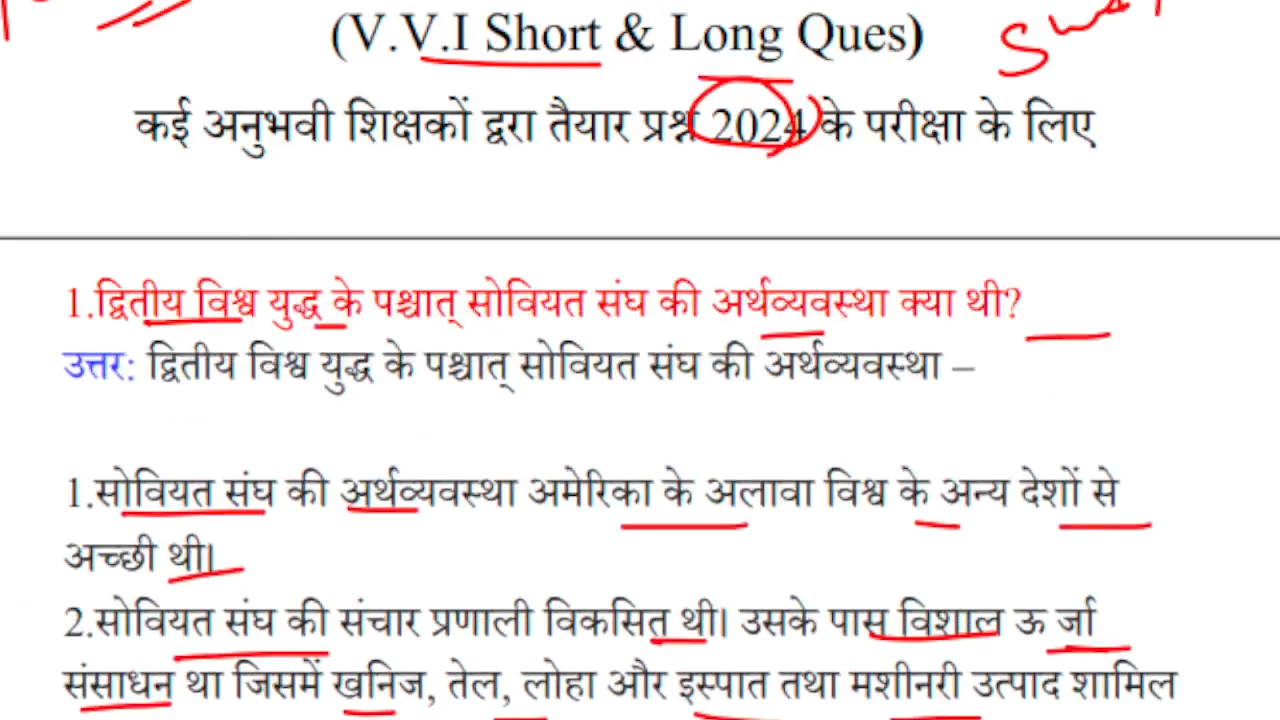 (V.V.I Short & Long Ques)
कई अनुभवी शिक्षकों द्वरा तैयार प्रश्न 2024 के परीक्षा के लिए
1.द्वितीय विश्व युद्ध के पश्चात् सोवियत संघ की अर्थव्यवस्था क्या थी?
उत्तर: द्वितीय विश्व युद्ध के पश्चात् सोवियत संघ की अर्थव्यवस्था –
1.सोवियत संघ की अर्थव्यवस्था अमेरिका के अलावा विश्व के अन्य देशों से
अच्छी थी।
2.सोवियत संघ की संचार प्रणाली विकसित थी। उसके पास विशाल ऊ र्जा
संसाधन था जिसमें खनिज, तेल, लोहा और इस्पात तथा मशीनरी उत्पाद शामिल